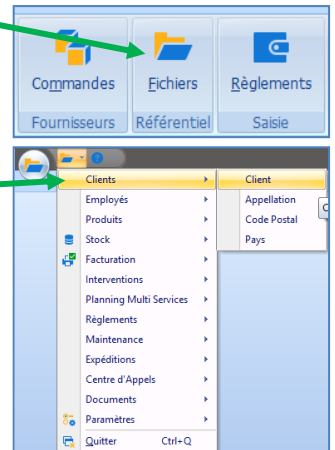 Commandes Fichiers Règlements
Fournisseurs Référentiel Saisie
Clients Client
Employés Appellation
Produits Code Postal
Stock Pays
Facturation
Interventions
Planning Multi Services
Règlements
Maintenance
Expéditions
Centre d'Appels
Documents
Paramètres
Quitter Ctrl+Q